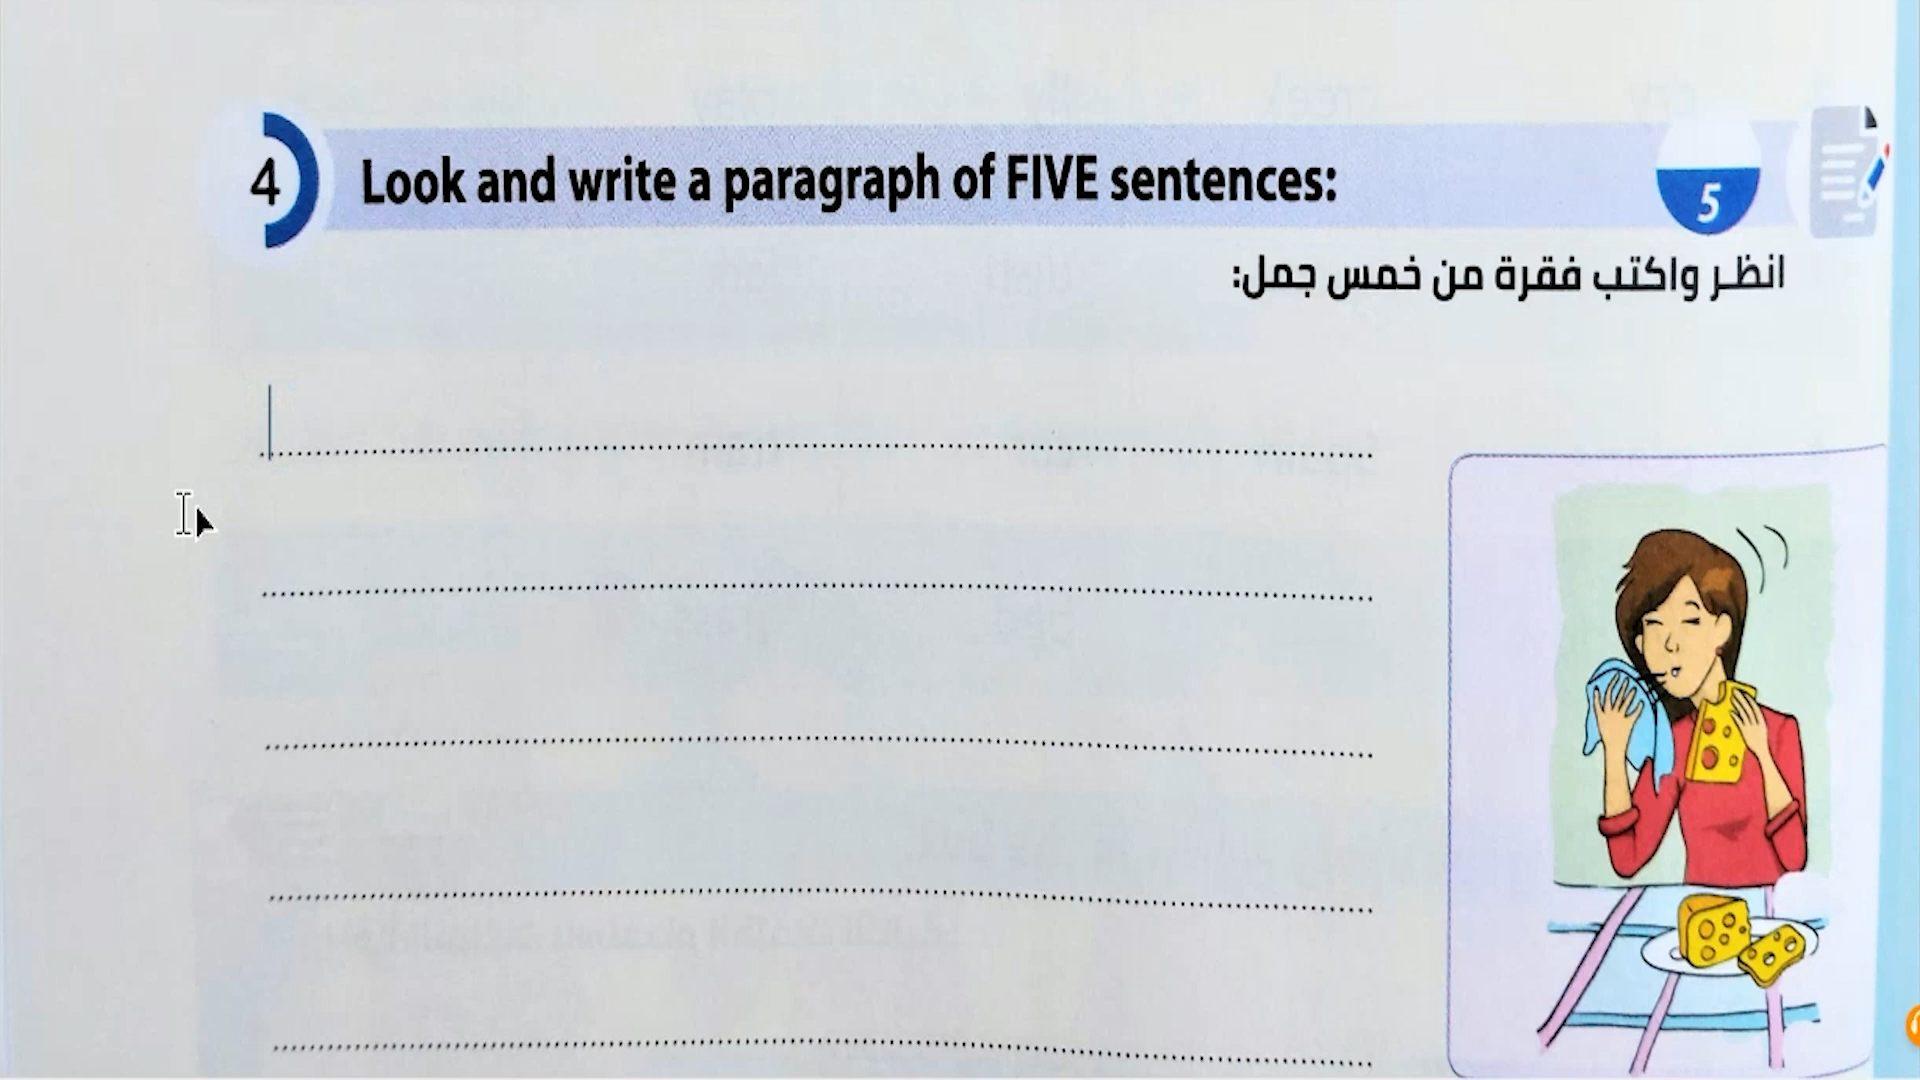 4 Look and write a paragraph of FIVE sentences: 5
انظر واكتب فقرة من خمس جمل: